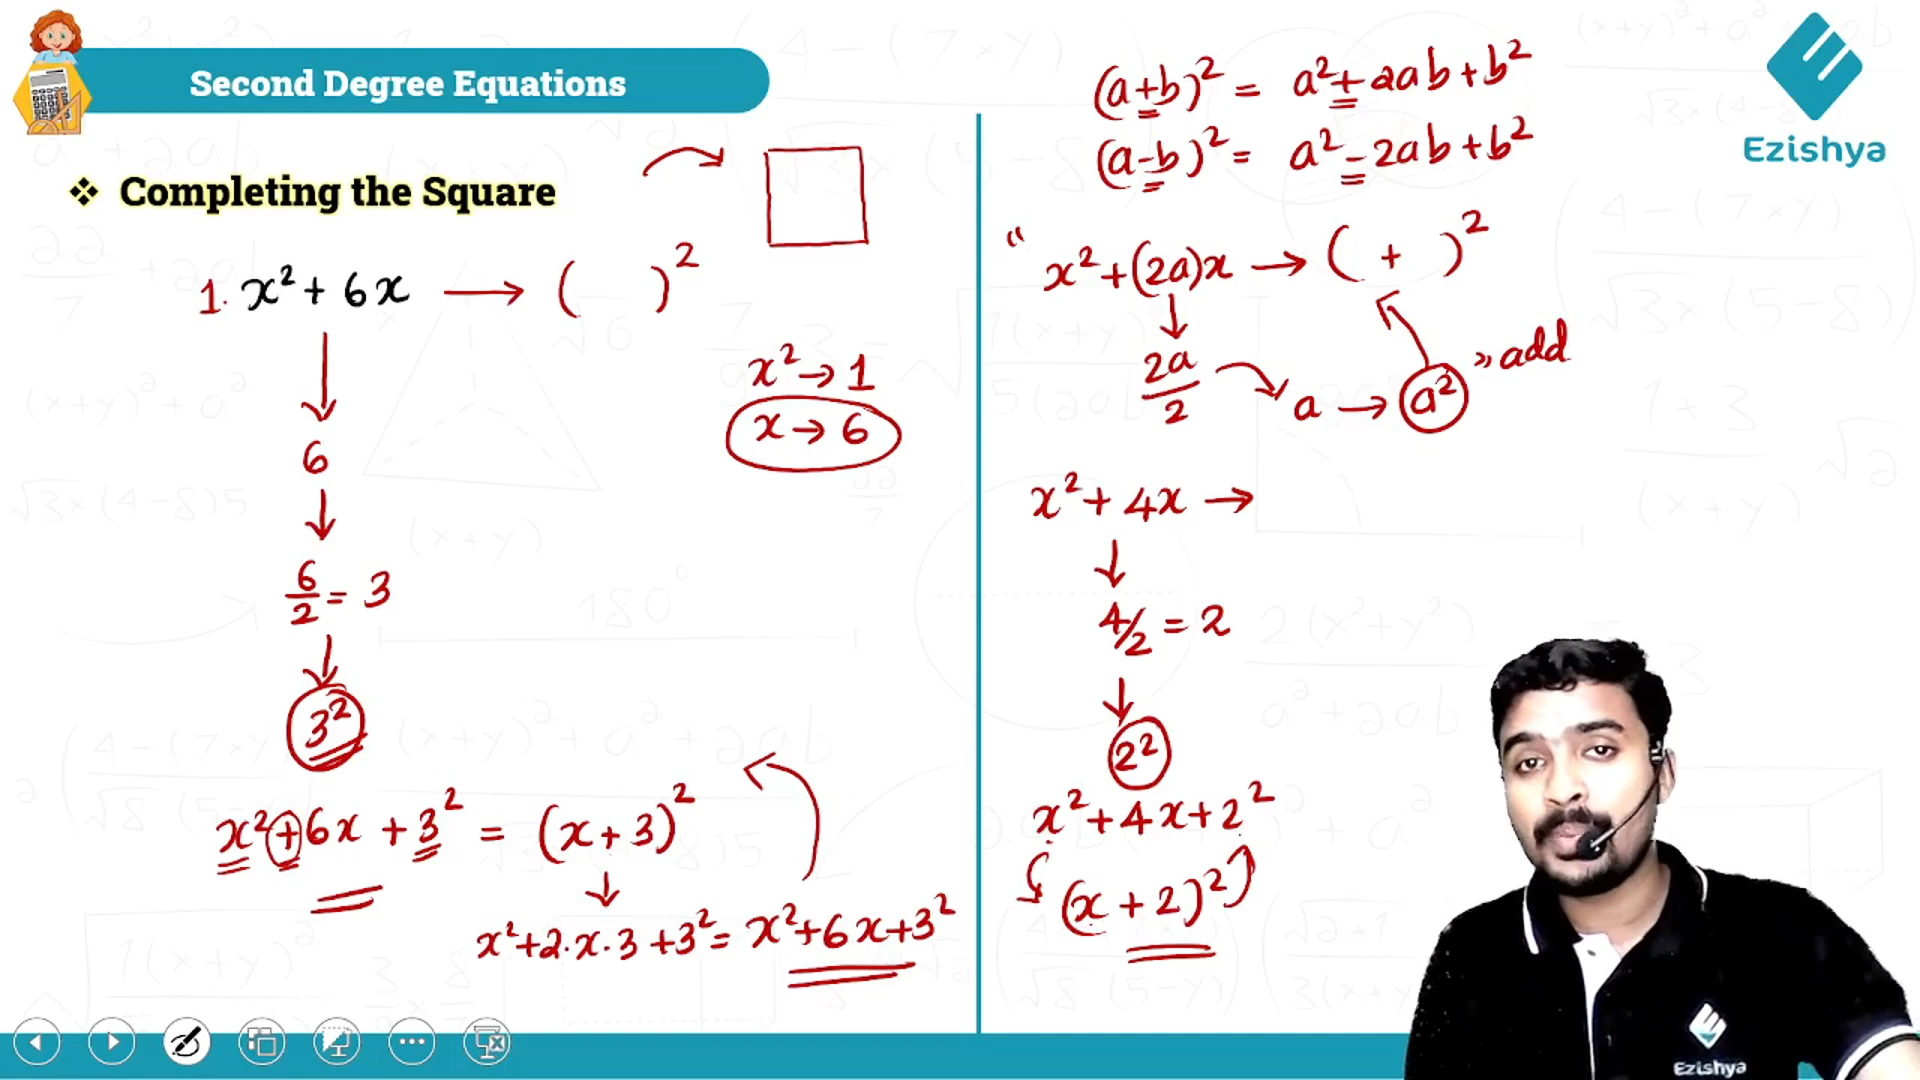 Second Degree Equations
Ezishya
❖ Completing the Square
1. x² + 6x → (   )²
x² → 1
x → 6
6
6/2 = 3
3²
x² + 6x + 3² = (x + 3)²
x² + 2·x·3 + 3² = x² + 6x + 3²
(a+b)² = a² + 2ab + b²
(a-b)² = a² - 2ab + b²
" x² + (2a)x → (  +  )²
2a/2
a → a² " add
x² + 4x →
4/2 = 2
2²
x² + 4x + 2²
(x + 2)²
Ezishya